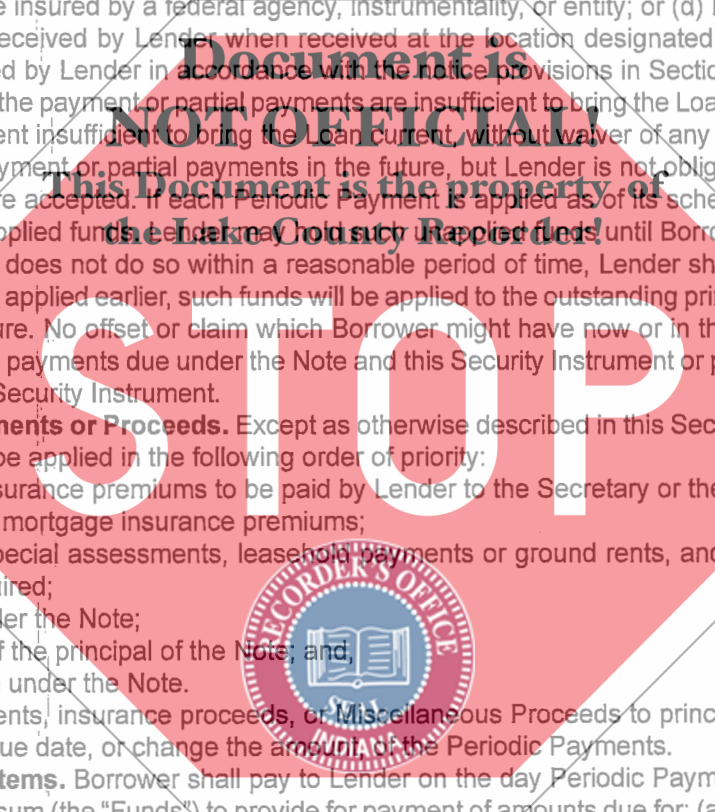 e insured by a federal agency, instrumentality, or entity; or (d)
eceived by Lender when received at the location designated
Document is
ed by Lender in accordance with the notice provisions in Sectio
the payment or partial payments are insufficient to bring the Loa
NOT OFFICIAL!
ent insufficient to bring the Loan current, without waiver of any
yment or partial payments in the future, but Lender is not oblig
This Document is the property of
re accepted. If each Periodic Payment is applied as of its sche
the Lake County Recorder!
pplied funds. Lender may hold such unapplied funds until Borro
does not do so within a reasonable period of time, Lender sh
applied earlier, such funds will be applied to the outstanding prin
ure. No offset or claim which Borrower might have now or in th
payments due under the Note and this Security Instrument or p
Security Instrument.
STOP
ments or Proceeds. Except as otherwise described in this Sec
be applied in the following order of priority:
surance premiums to be paid by Lender to the Secretary or the
mortgage insurance premiums;
pecial assessments, leasehold payments or ground rents, and
ired;
der the Note;
f the principal of the Note; and,
under the Note.
RECORDER'S OFFICE
SEAL
INDIANA
ents, insurance proceeds, or Miscellaneous Proceeds to princ
ue date, or change the amount, of the Periodic Payments.
tems. Borrower shall pay to Lender on the day Periodic Paym
sum (the "Funds") to provide for payment of amounts due for: (a